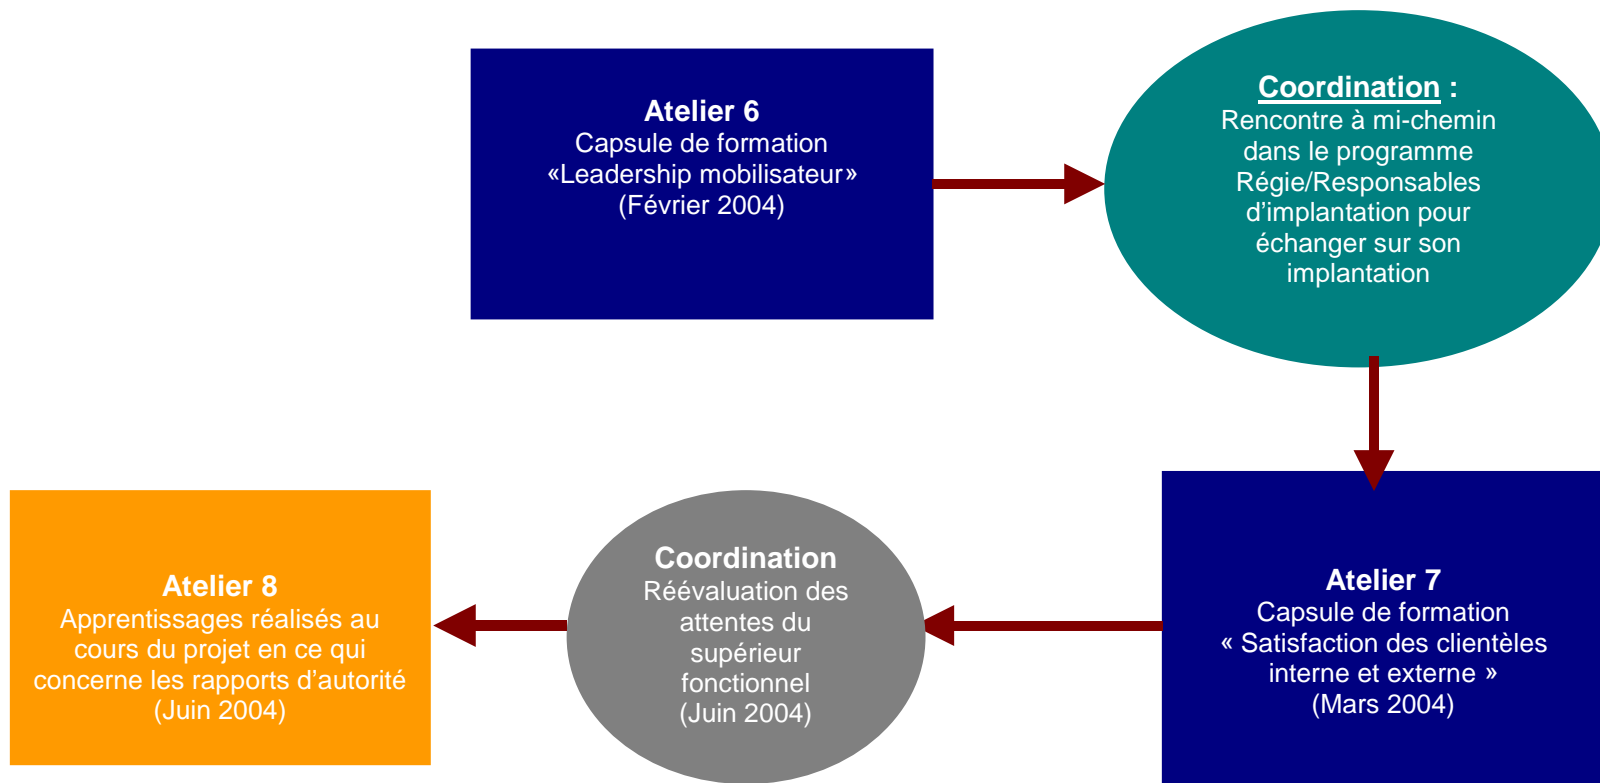 Atelier 6
Capsule de formation
«Leadership mobilisateur»
(Février 2004)
Coordination :
Rencontre à mi-chemin
dans le programme
Régie/Responsables
d’implantation pour
échanger sur son
implantation
Atelier 7
Capsule de formation
« Satisfaction des clientèles
interne et externe »
(Mars 2004)
Coordination
Réévaluation des
attentes du
supérieur
fonctionnel
(Juin 2004)
Atelier 8
Apprentissages réalisés au
cours du projet en ce qui
concerne les rapports d’autorité
(Juin 2004)